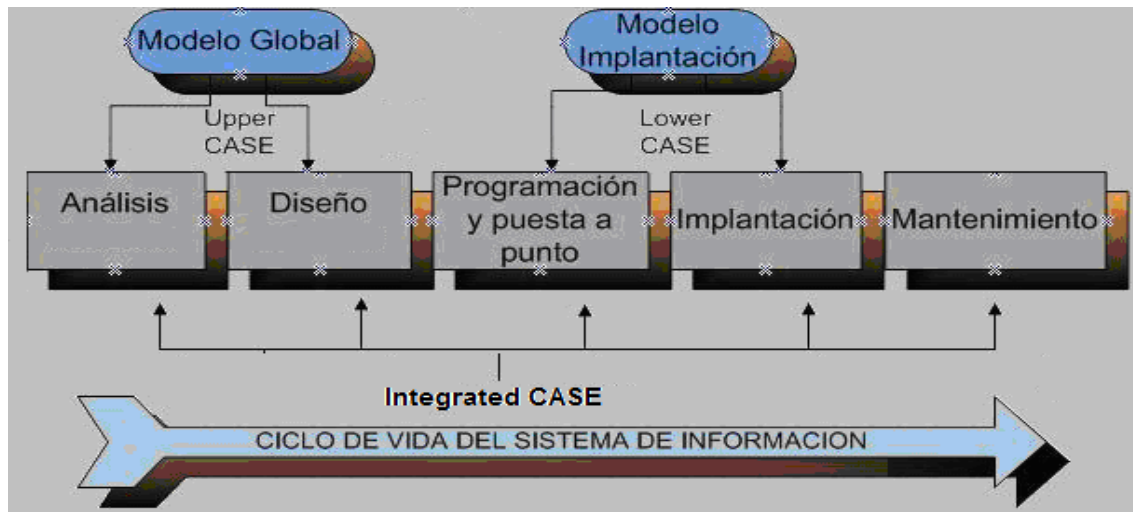 Modelo Global
Modelo
Implantación
Upper
CASE
Lower
CASE
Análisis
Diseño
Programación
y puesta a
punto
Implantación
Mantenimiento
Integrated CASE
CICLO DE VIDA DEL SISTEMA DE INFORMACION